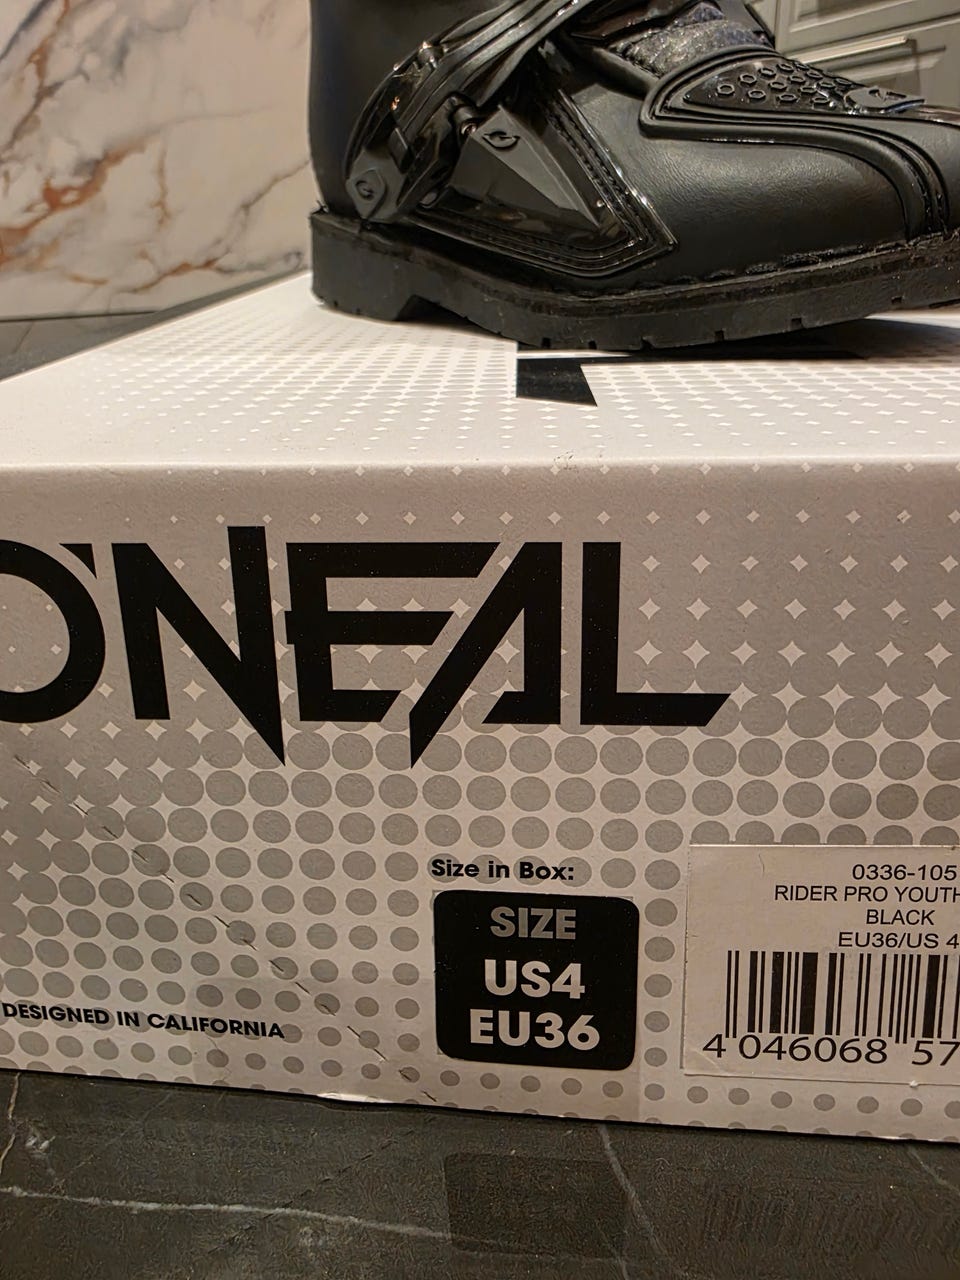 O'NEAL
Size in Box:
SIZE
US4
EU36
0336-105
RIDER PRO YOUTH
BLACK
EU36/US 4
4 046068 57
DESIGNED IN CALIFORNIA